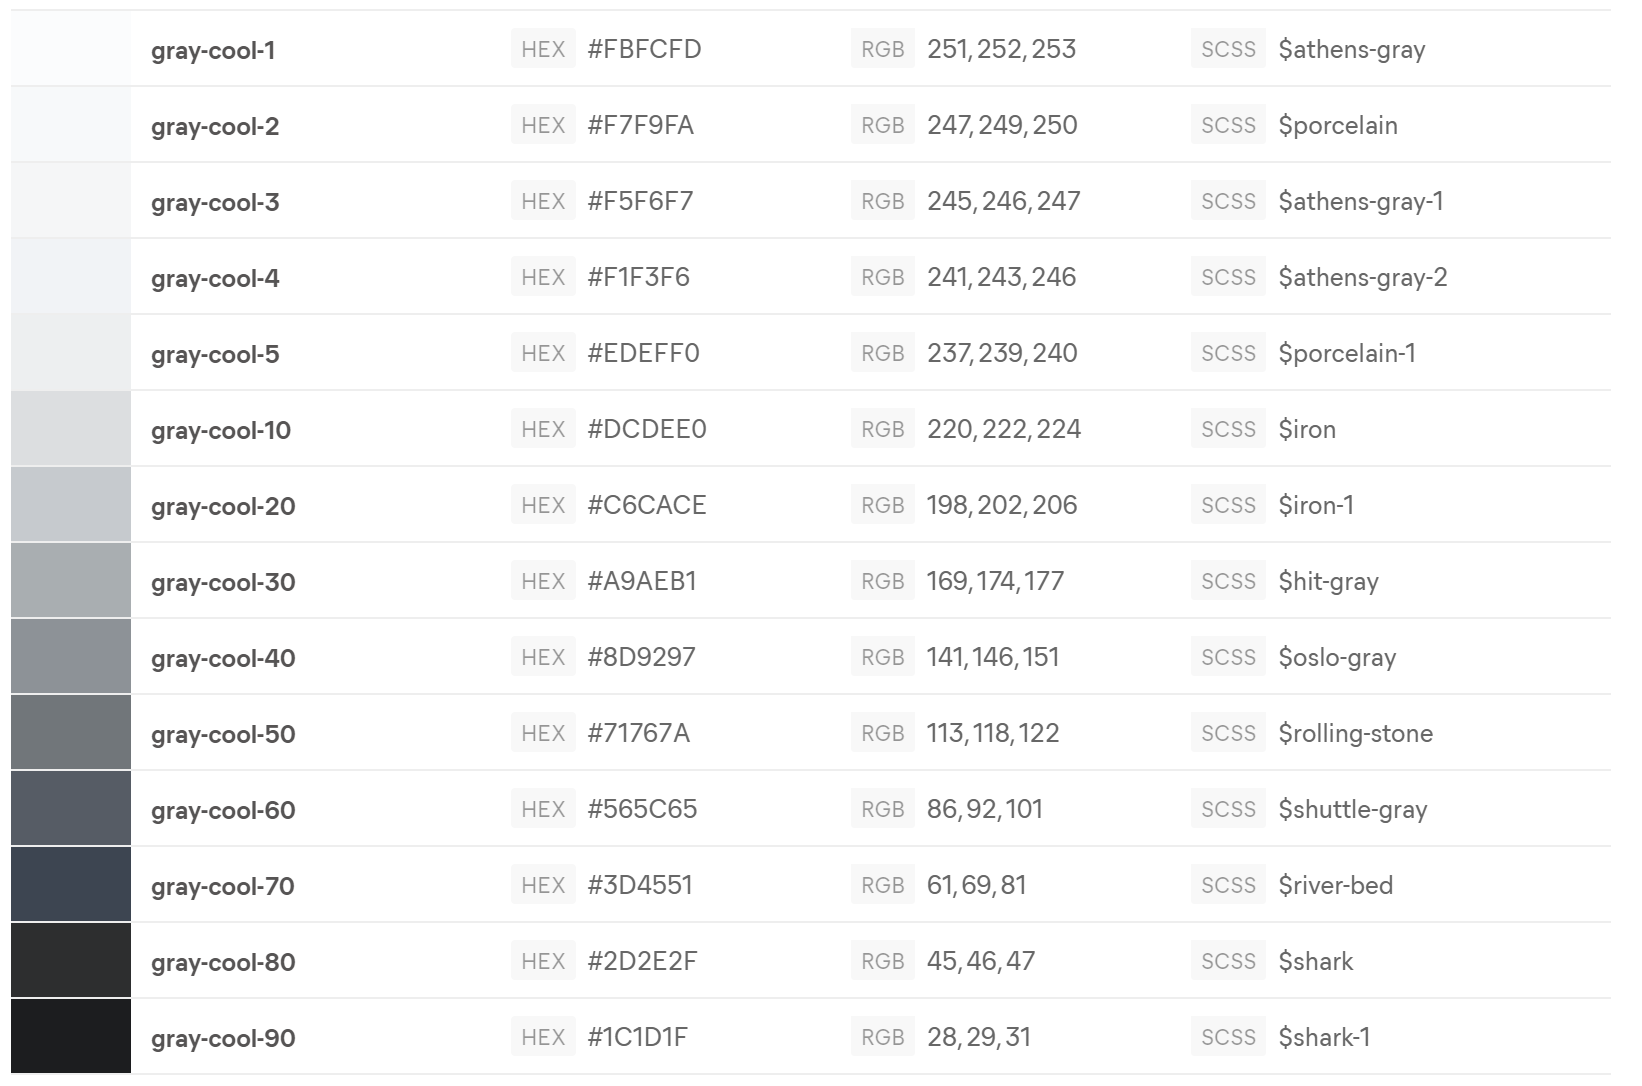 gray-cool-1 HEX #FBFCFD RGB 251, 252, 253 SCSS $athens-gray
gray-cool-2 HEX #F7F9FA RGB 247, 249, 250 SCSS $porcelain
gray-cool-3 HEX #F5F6F7 RGB 245, 246, 247 SCSS $athens-gray-1
gray-cool-4 HEX #F1F3F6 RGB 241, 243, 246 SCSS $athens-gray-2
gray-cool-5 HEX #EDEFF0 RGB 237, 239, 240 SCSS $porcelain-1
gray-cool-10 HEX #DCDEE0 RGB 220, 222, 224 SCSS $iron
gray-cool-20 HEX #C6CACE RGB 198, 202, 206 SCSS $iron-1
gray-cool-30 HEX #A9AEB1 RGB 169, 174, 177 SCSS $hit-gray
gray-cool-40 HEX #8D9297 RGB 141, 146, 151 SCSS $oslo-gray
gray-cool-50 HEX #71767A RGB 113, 118, 122 SCSS $rolling-stone
gray-cool-60 HEX #565C65 RGB 86, 92, 101 SCSS $shuttle-gray
gray-cool-70 HEX #3D4551 RGB 61, 69, 81 SCSS $river-bed
gray-cool-80 HEX #2D2E2F RGB 45, 46, 47 SCSS $shark
gray-cool-90 HEX #1C1D1F RGB 28, 29, 31 SCSS $shark-1